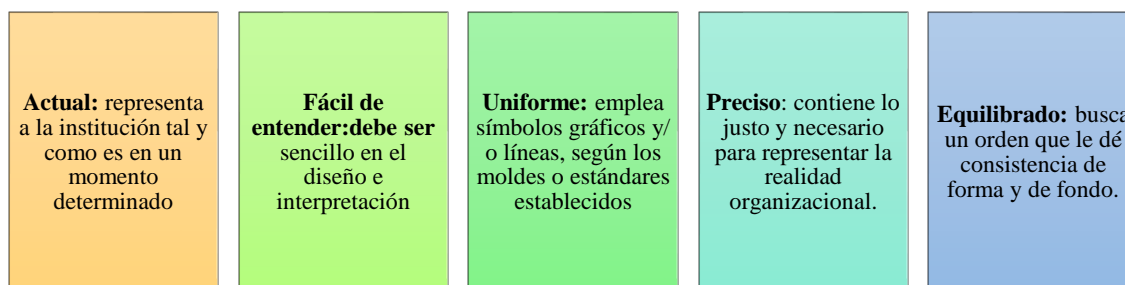 Actual: representa
a la institución tal y
como es en un
momento
determinado
Fácil de
entender:debe ser
sencillo en el
diseño e
interpretación
Uniforme: emplea
símbolos gráficos y/
o líneas, según los
moldes o estándares
establecidos
Preciso: contiene lo
justo y necesario
para representar la
realidad
organizacional.
Equilibrado: busca
un orden que le dé
consistencia de
forma y de fondo.